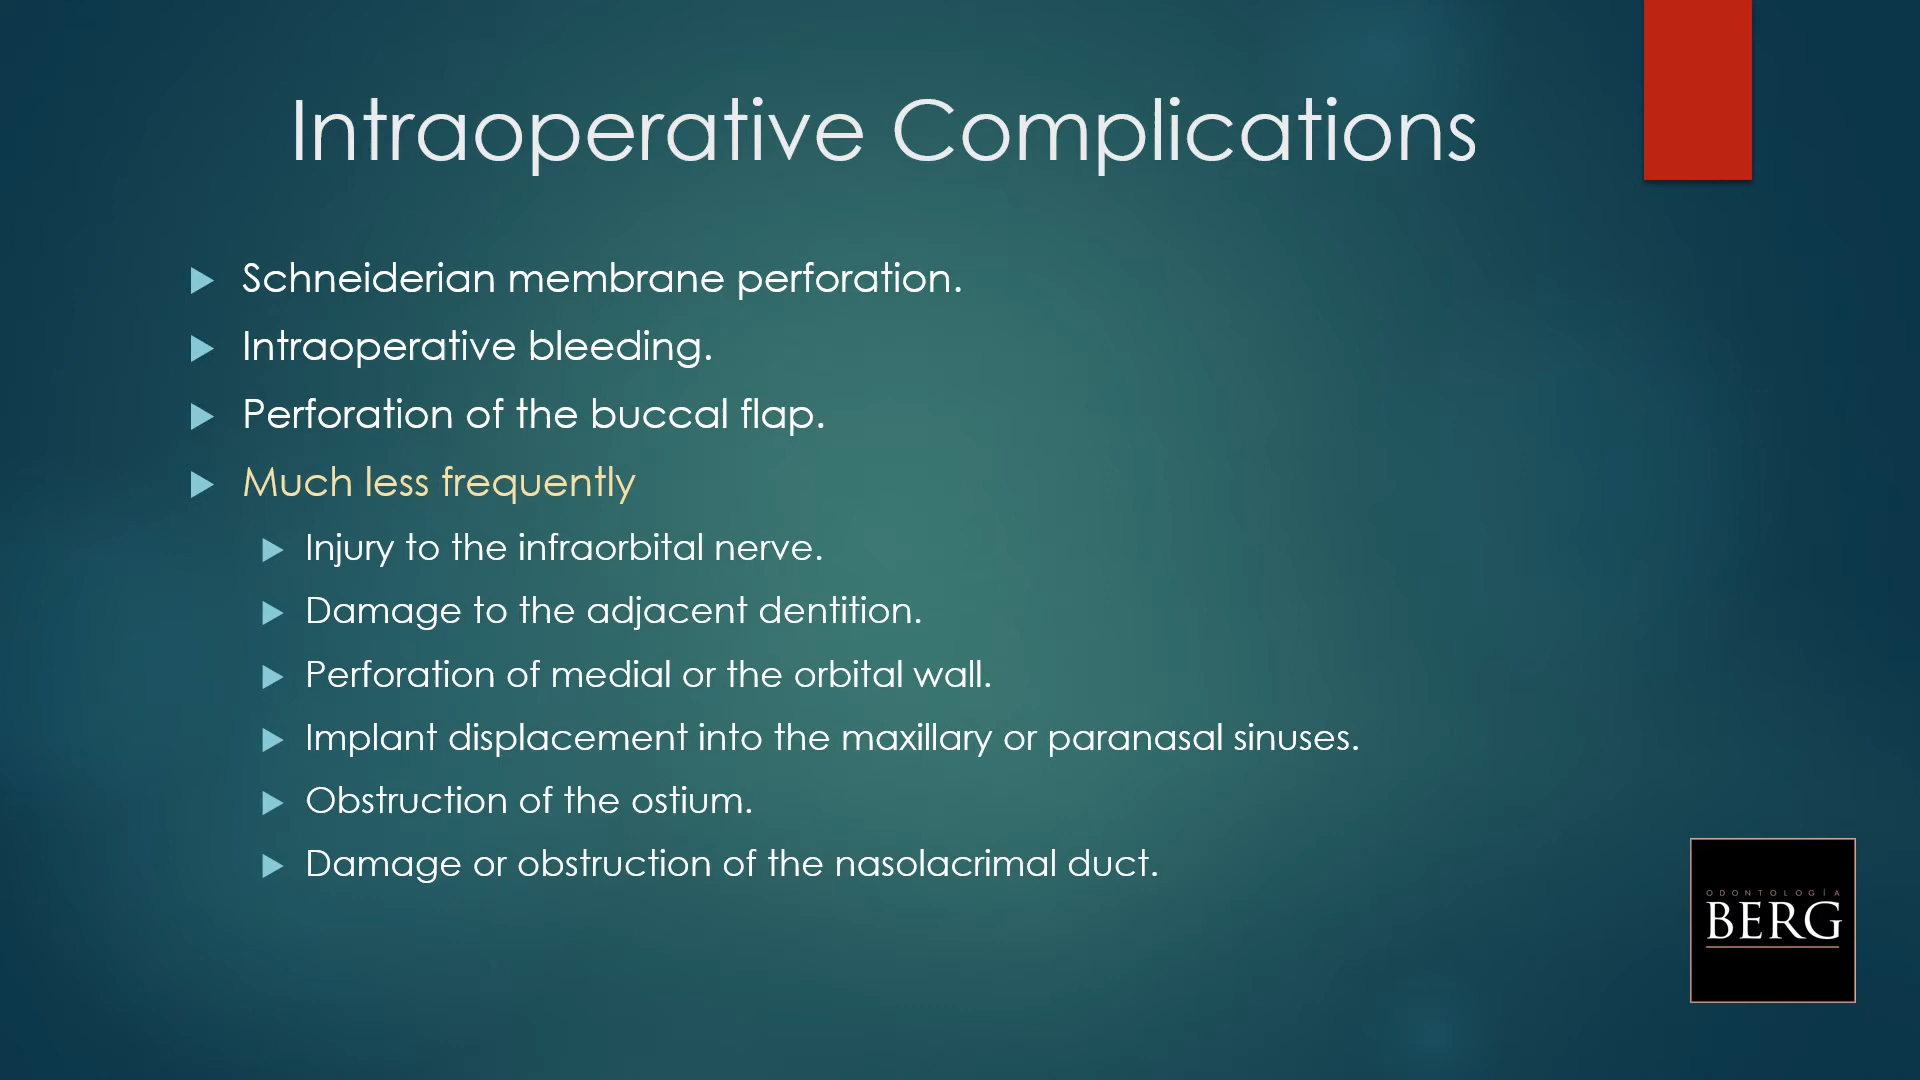 Intraoperative Complications
Schneiderian membrane perforation.
Intraoperative bleeding.
Perforation of the buccal flap.
Much less frequently
Injury to the infraorbital nerve.
Damage to the adjacent dentition.
Perforation of medial or the orbital wall.
Implant displacement into the maxillary or paranasal sinuses.
Obstruction of the ostium.
Damage or obstruction of the nasolacrimal duct.
ODONTOLOGÍA
BERG